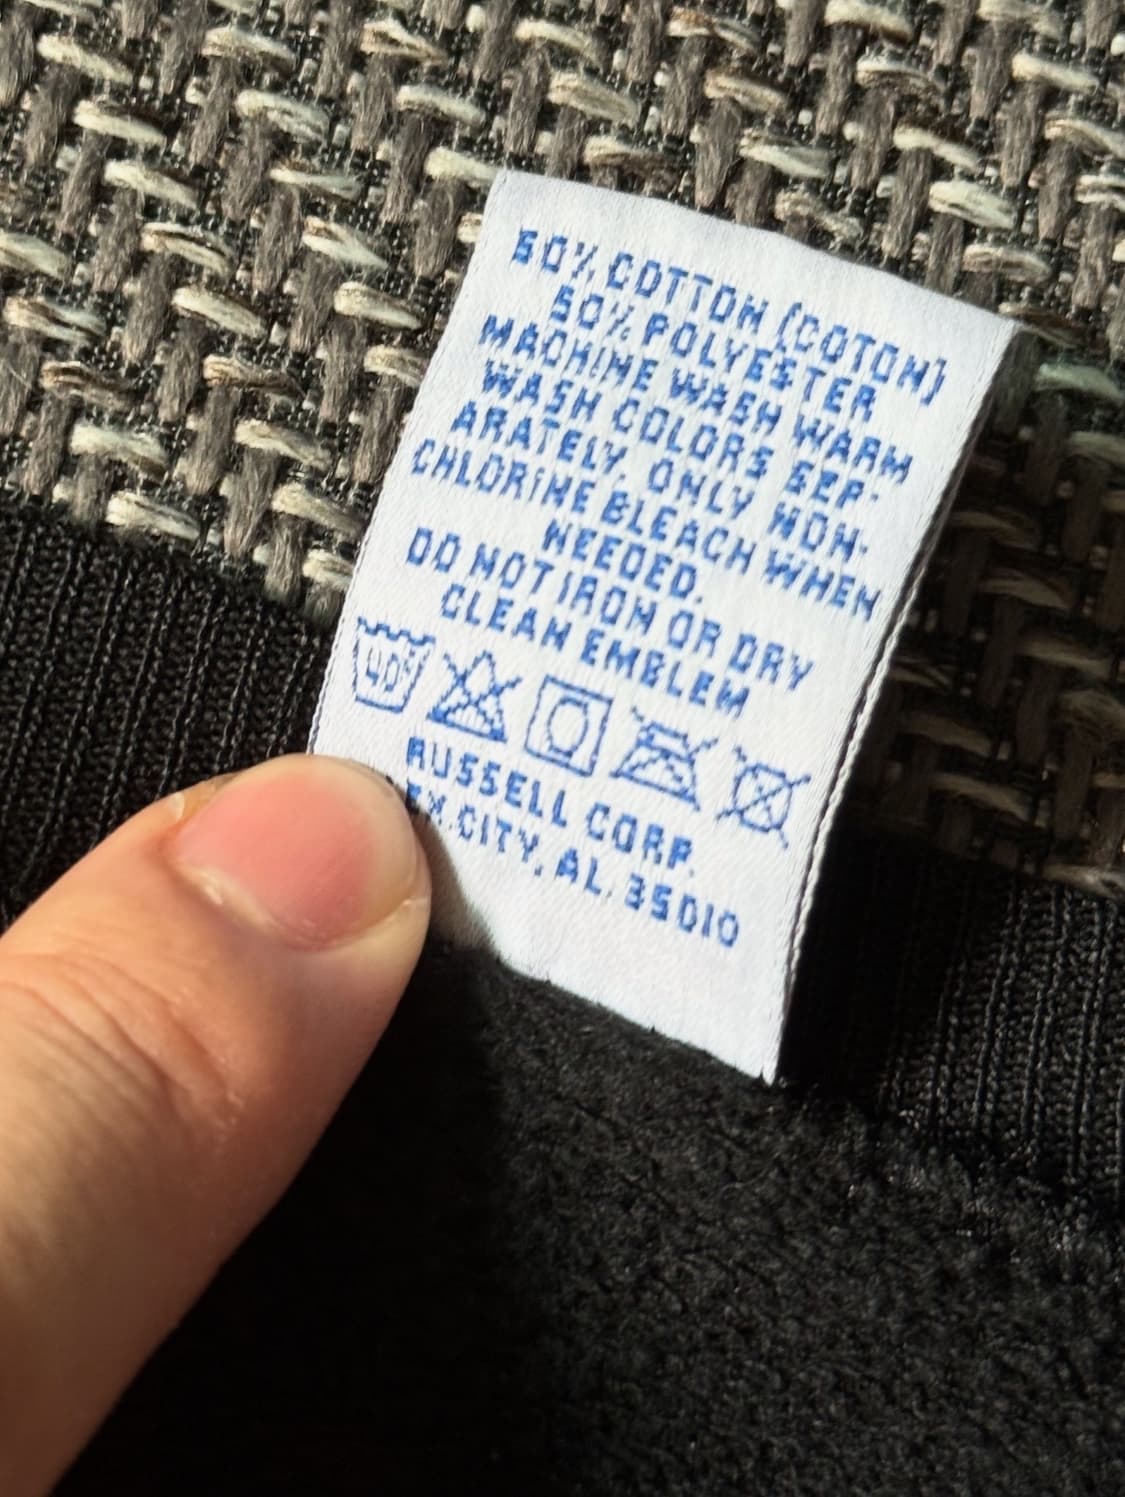 50% COTTON (COTON)
50% POLYESTER
MACHINE WASH WARM
WASH COLORS SEP-
ARATELY, ONLY NON-
CHLORINE BLEACH WHEN
NEEDED.
DO NOT IRON OR DRY
CLEAN EMBLEM
40°
RUSSELL CORP.
CITY, AL. 35010